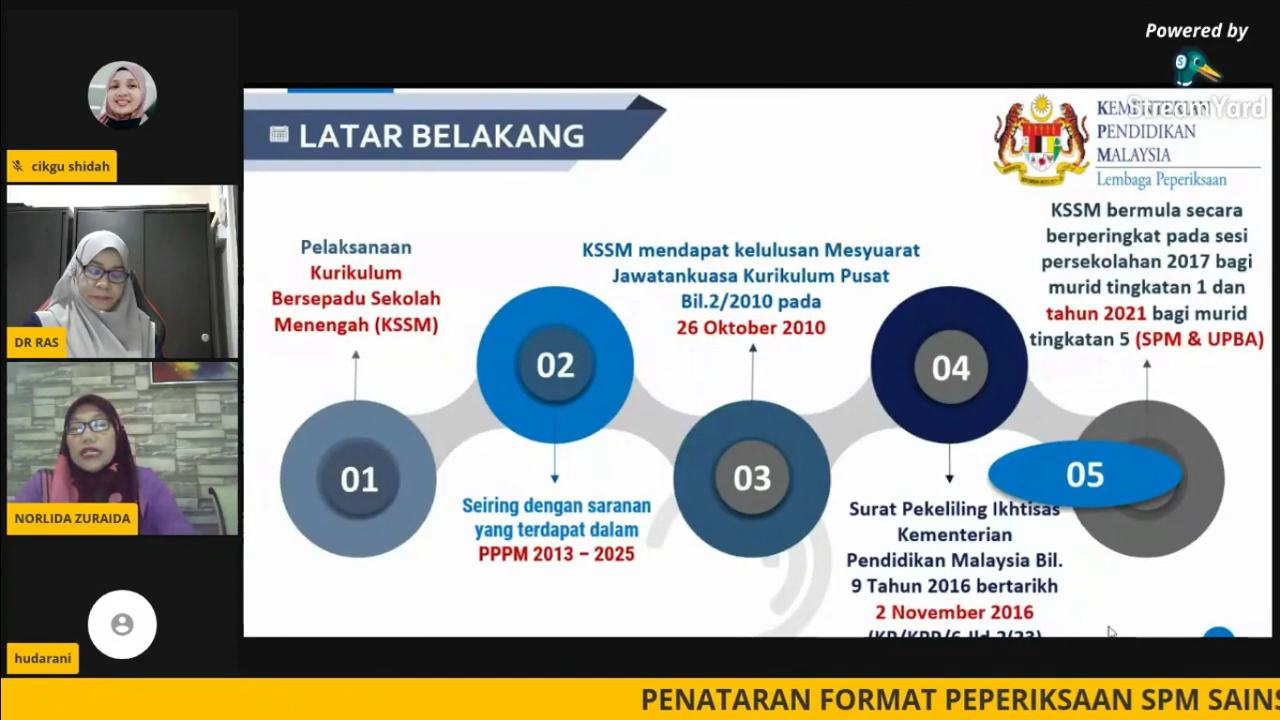 Powered by
StreamYard
cikgu shidah
DR RAS
NORLIDA ZURAIDA
hudarani
LATAR BELAKANG
KEMENTERIAN
PENDIDIKAN
MALAYSIA
Lembaga Peperiksaan
Pelaksanaan
Kurikulum
Bersepadu Sekolah
Menengah (KSSM)
01
02
Seiring dengan saranan
yang terdapat dalam
PPPM 2013 – 2025
KSSM mendapat kelulusan Mesyuarat
Jawatankuasa Kurikulum Pusat
Bil.2/2010 pada
26 Oktober 2010
03
04
Surat Pekeliling Ikhtisas
Kementerian
Pendidikan Malaysia Bil.
9 Tahun 2016 bertarikh
2 November 2016
KSSM bermula secara
berperingkat pada sesi
persekolahan 2017 bagi
murid tingkatan 1 dan
tahun 2021 bagi murid
tingkatan 5 (SPM & UPBA)
05
PENATARAN FORMAT PEPERIKSAAN SPM SAINS